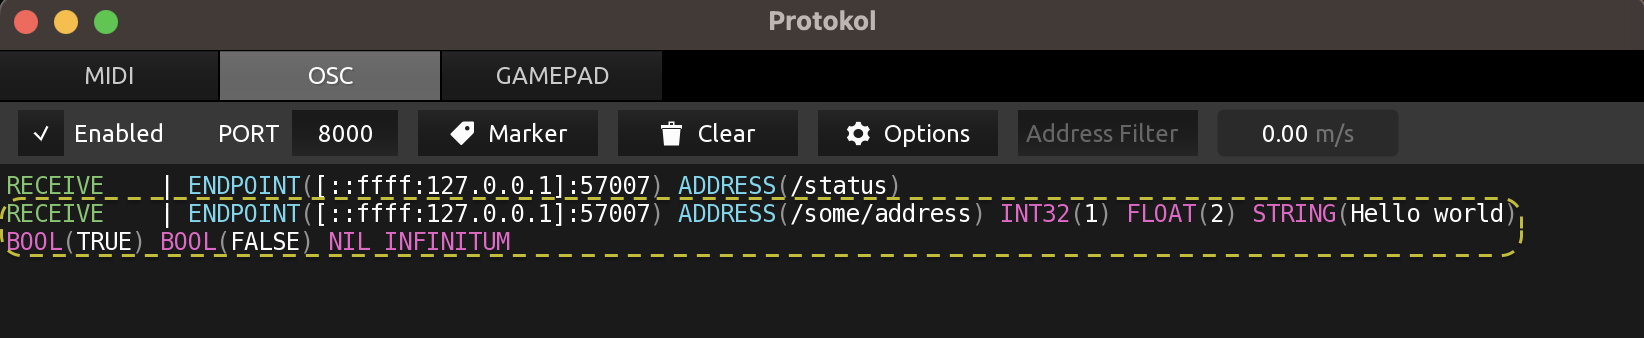 Protokol
MIDI OSC GAMEPAD
Enabled PORT 8000 Marker Clear Options Address Filter 0.00 m/s
RECEIVE | ENDPOINT([::ffff:127.0.0.1]:57007) ADDRESS(/status)
RECEIVE | ENDPOINT([::ffff:127.0.0.1]:57007) ADDRESS(/some/address) INT32(1) FLOAT(2) STRING(Hello world)
BOOL(TRUE) BOOL(FALSE) NIL INFINITUM